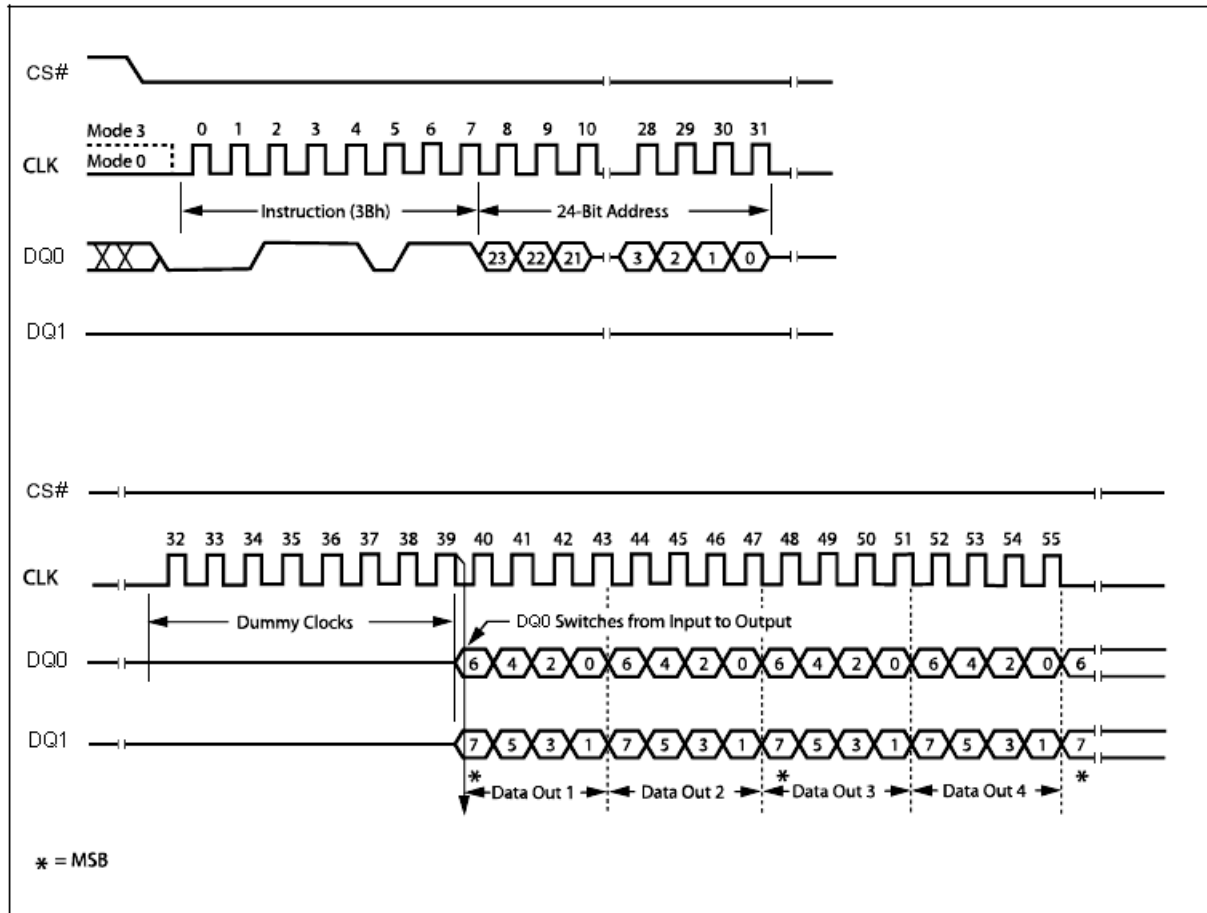 CS#
Mode 3 0 1 2 3 4 5 6 7 8 9 10 28 29 30 31
Mode 0
CLK
Instruction (3Bh) 24-Bit Address
DQ0 23 22 21 3 2 1 0
DQ1
CS#
32 33 34 35 36 37 38 39 40 41 42 43 44 45 46 47 48 49 50 51 52 53 54 55
CLK
Dummy Clocks DQ0 Switches from Input to Output
DQ0 6 4 2 0 6 4 2 0 6 4 2 0 6 4 2 0 6
DQ1 7 5 3 1 7 5 3 1 7 5 3 1 7 5 3 1 7
* * *
Data Out 1 Data Out 2 Data Out 3 Data Out 4
* = MSB